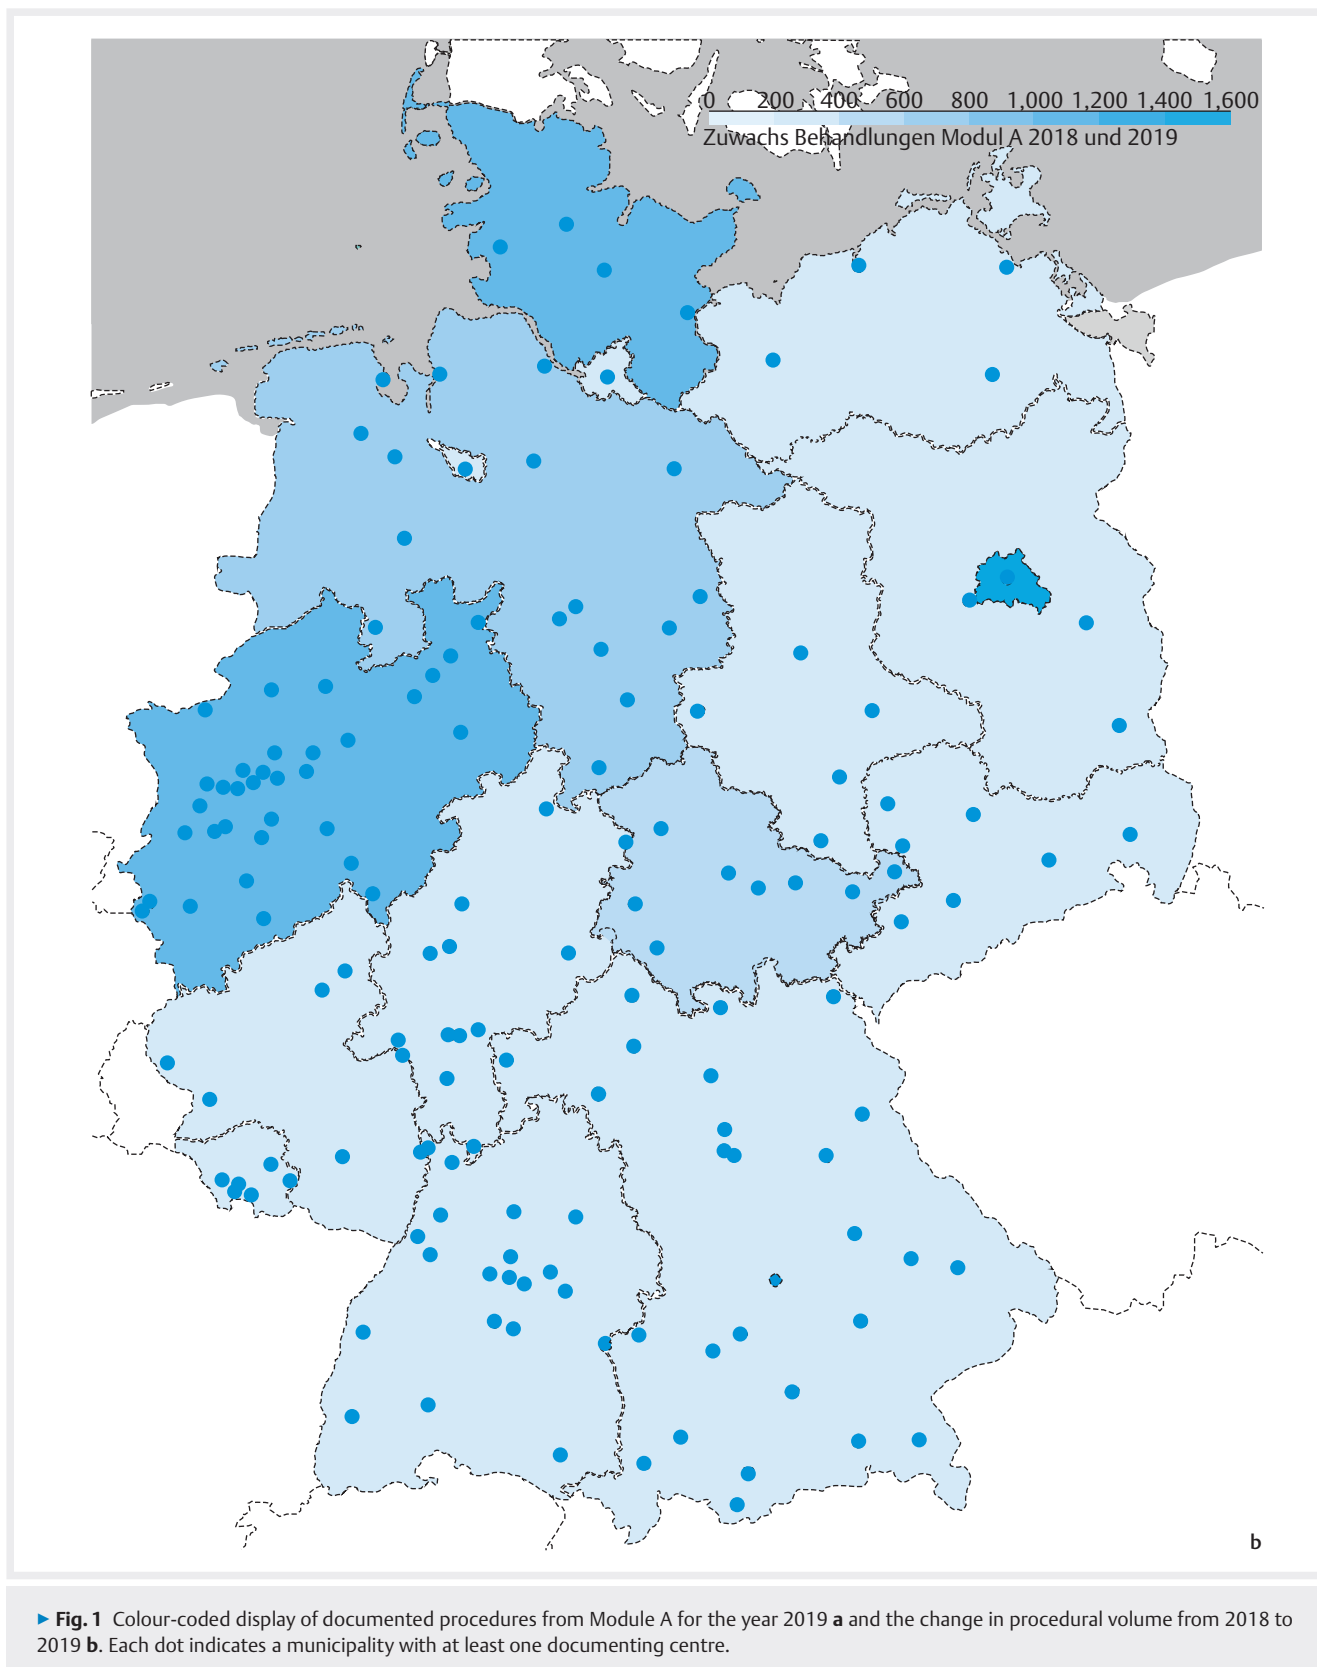 0 200 400 600 800 1,000 1,200 1,400 1,600
Zuwachs Behandlungen Modul A 2018 und 2019
b
▶ Fig. 1 Colour-coded display of documented procedures from Module A for the year 2019 a and the change in procedural volume from 2018 to
2019 b. Each dot indicates a municipality with at least one documenting centre.